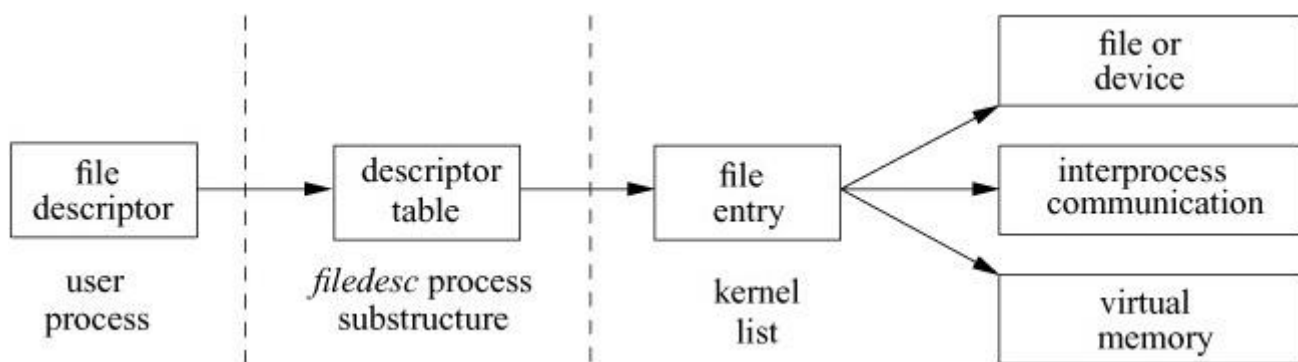 file
descriptor
user
process
descriptor
table
filedesc process
substructure
file
entry
kernel
list
file or
device
interprocess
communication
virtual
memory